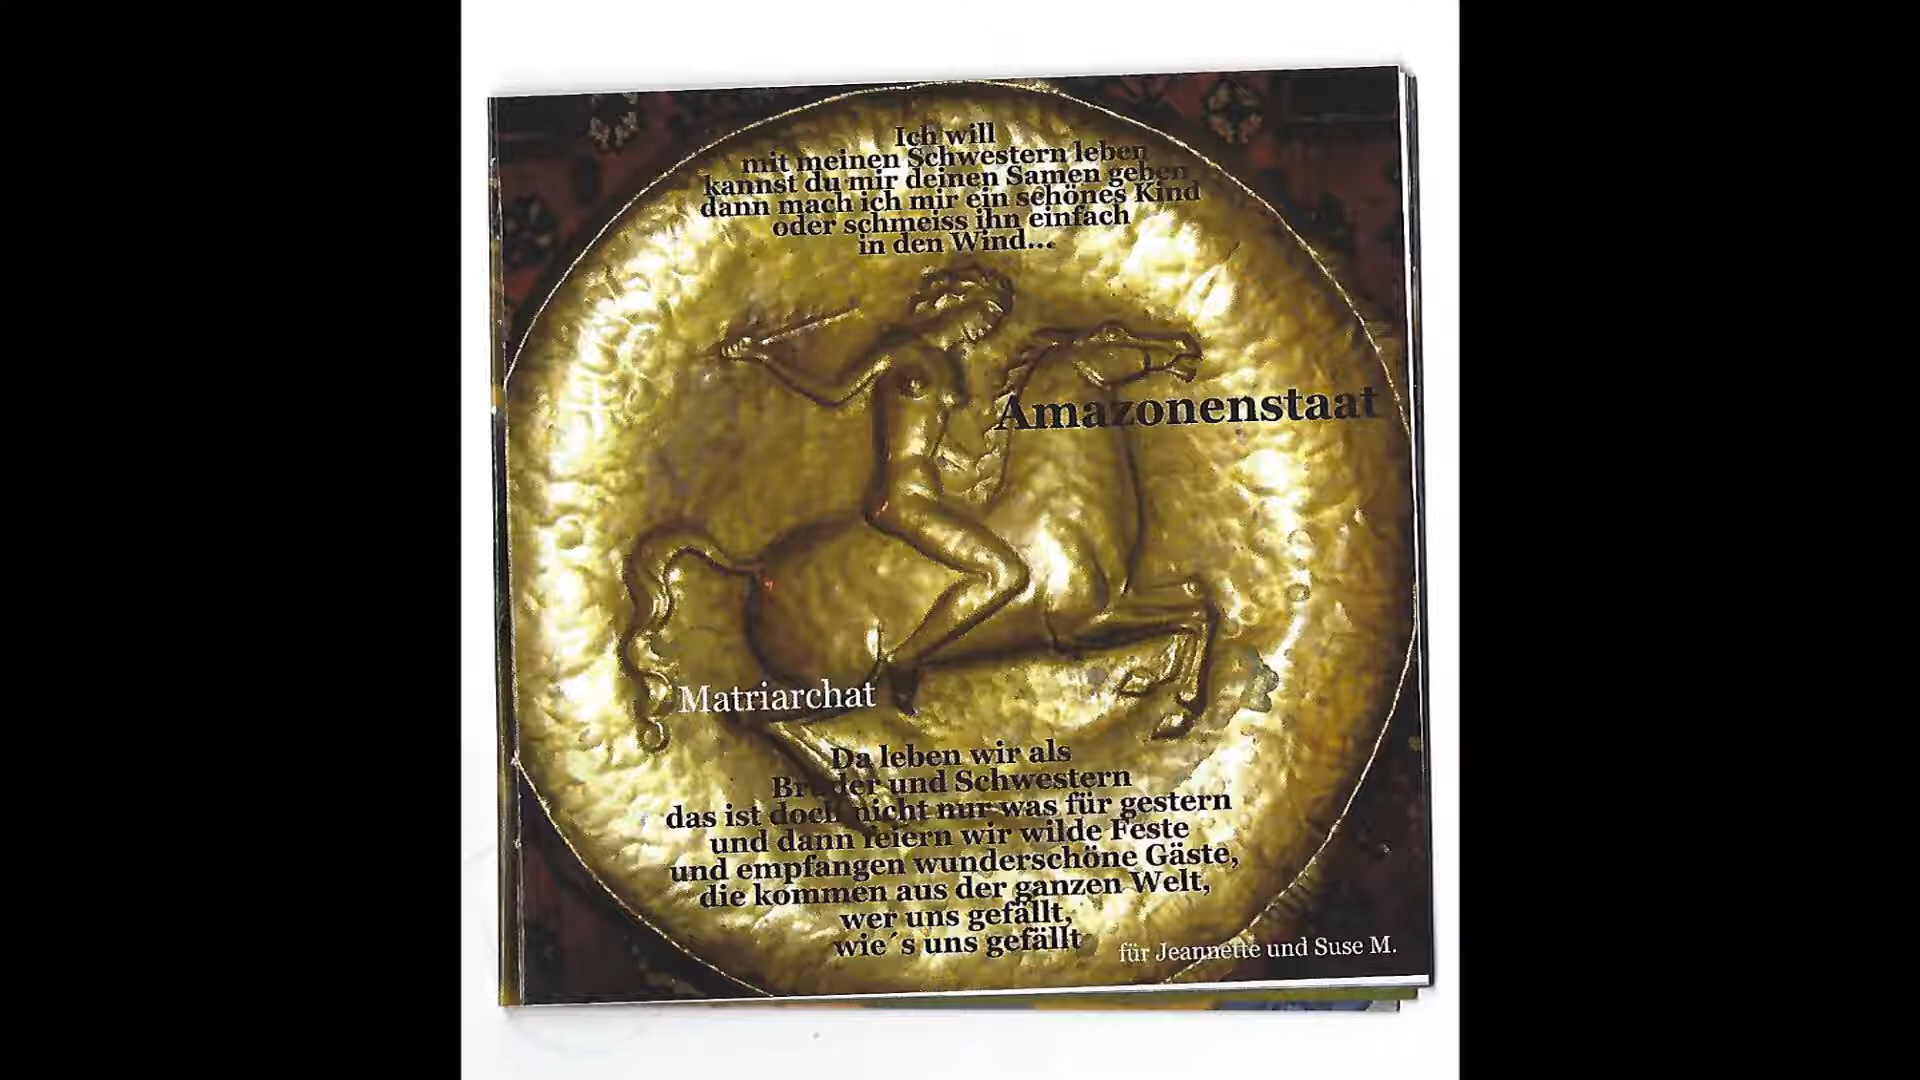 Ich will
mit meinen Schwestern leben
kannst du mir deinen Samen geben
dann mach ich mir ein schönes Kind
oder schmeiss ihn einfach
in den Wind...
Amazonenstaat
Matriarchat
Da leben wir als
Brüder und Schwestern
das ist doch nicht nur was für gestern
und dann feiern wir wilde Feste
und empfangen wunderschöne Gäste,
die kommen aus der ganzen Welt,
wer uns gefällt,
wie´s uns gefällt
für Jeannette und Suse M.